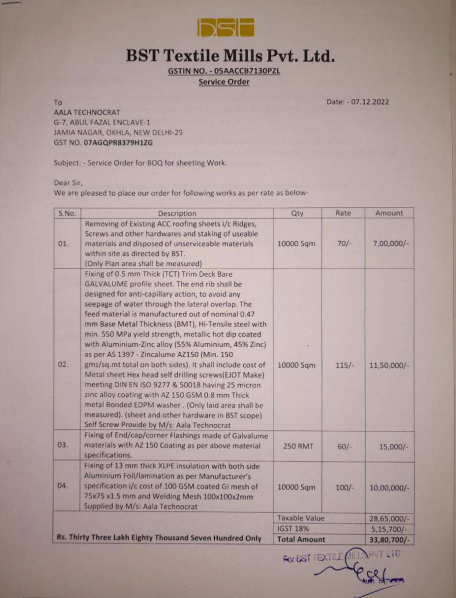 BST
BST Textile Mills Pvt. Ltd.
GSTIN NO. - 05AACCB7130PZL
Service Order
To
Date: - 07.12.2022
AALA TECHNOCRAT
G-7, ABUL FAZAL ENCLAVE-1
JAMIA NAGAR, OKHLA, NEW DELHI-25
GST NO. 07AGQPR8379H1ZG
Subject: - Service Order for BOQ for sheeting Work.
Dear Sir,
We are pleased to place our order for following works as per rate as below-
S.No. Description Qty Rate Amount
Removing of Existing ACC roofing sheets i/c Ridges,
Screws and other hardwares and staking of useable
01. materials and disposed of unserviceable materials 10000 Sqm 70/- 7,00,000/-
within site as directed by BST.
(Only Plan area shall be measured)
Fixing of 0.5 mm Thick (TCT) Trim Deck Bare
GALVALUME profile sheet. The end rib shall be
designed for anti-capillary action, to avoid any
seepage of water through the lateral overlap. The
feed material is manufactured out of nominal 0.47
mm Base Metal Thickness (BMT), Hi-Tensile steel with
min. 550 MPa yield strength, metallic hot dip coated
with Aluminium-Zinc alloy (55% Aluminium, 45% Zinc)
02. as per AS 1397 - Zincalume AZ150 (Min. 150 10000 Sqm 115/- 11,50,000/-
gms/sq.mt total on both sides). It shall include cost of
Metal sheet Hex head self drilling screws(EJOT Make)
meeting DIN EN ISO 9277 & 50018 having 25 micron
zinc alloy coating with AZ 150 GSM 0.8 mm Thick
metal Bonded EDPM washer . (Only laid area shall be
measured). (sheet and other hardware in BST scope)
Self Screw Provide by M/s: Aala Technocrat
Fixing of End/cap/corner Flashings made of Galvalume
03. materials with AZ 150 Coating as per above material 250 RMT 60/- 15,000/-
specifications.
Fixing of 13 mm thick XLPE insulation with both side
Aluminium Foil/lamination as per Manufacturer's
04. specification i/c cost of 100 GSM coated GI mesh of 10000 Sqm 100/- 10,00,000/-
75x75 x1.5 mm and Welding Mesh 100x100x2mm
Supplied by M/s: Aala Technocrat
Taxable Value 28,65,000/-
IGST 18% 5,15,700/-
Rs. Thirty Three Lakh Eighty Thousand Seven Hundred Only Total Amount 33,80,700/-
For BST TEXTILE MILLS PVT LTD